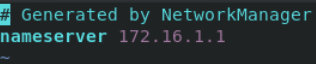 # Generated by NetworkManager
nameserver 172.16.1.1
~